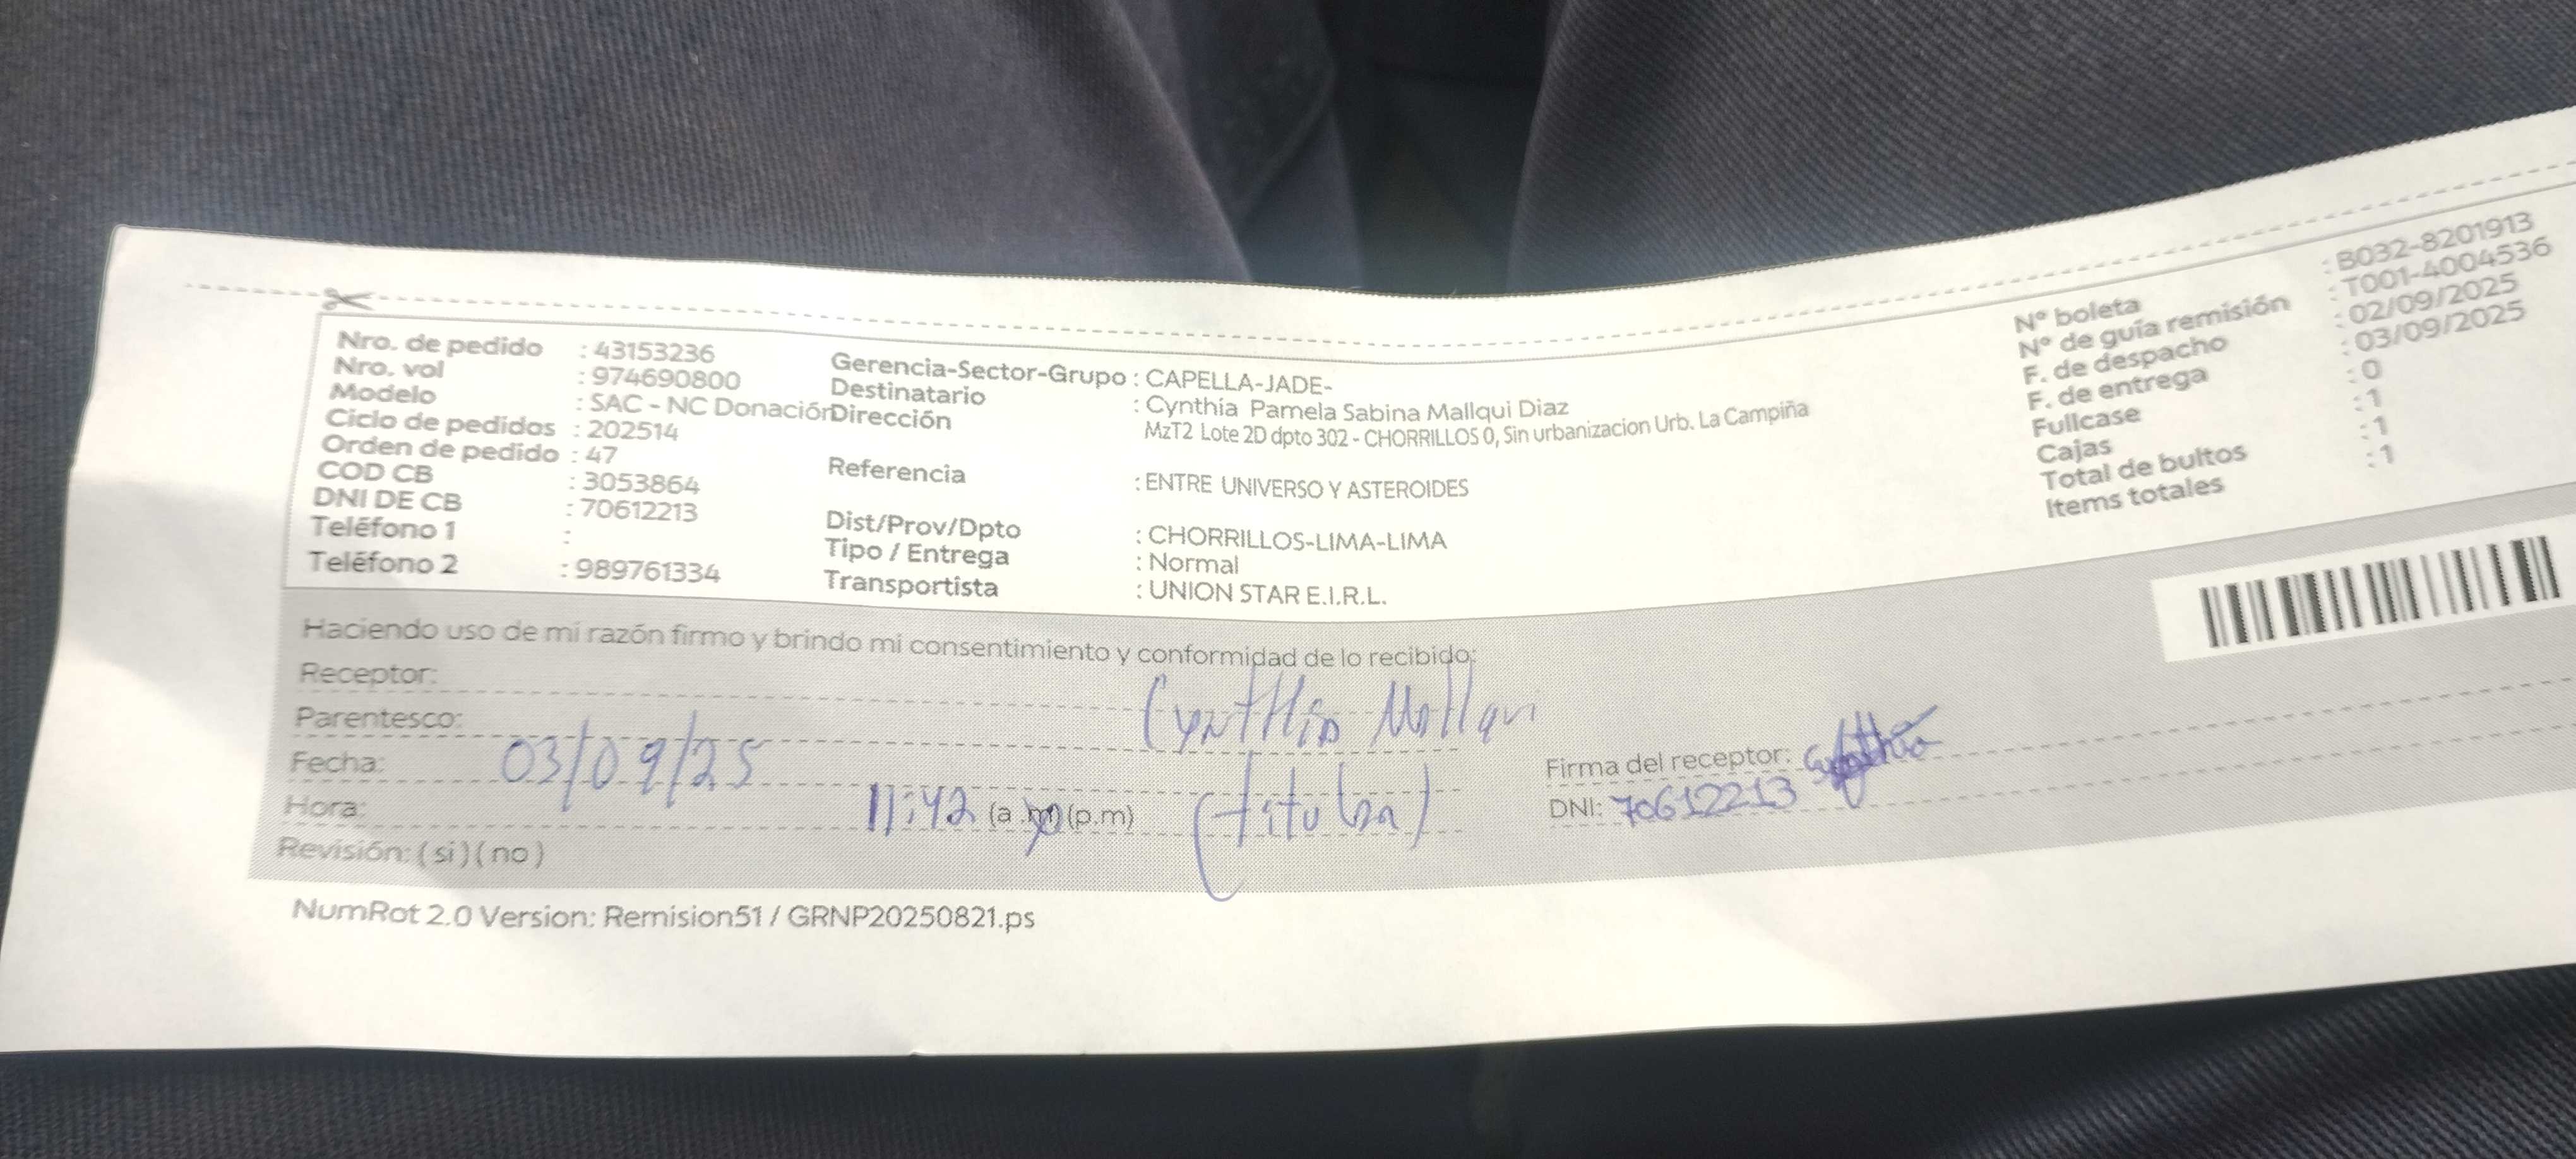 Nro. de pedido : 43153236
Nro. vol : 974690800
Modelo : SAC - NC Donación
Ciclo de pedidos : 202514
Orden de pedido : 47
COD CB : 3053864
DNI DE CB : 70612213
Teléfono 1 :
Teléfono 2 : 989761334
Gerencia-Sector-Grupo : CAPELLA-JADE-
Destinatario : Cynthia Pamela Sabina Mallqui Diaz
Dirección MzT2 Lote 2D dpto 302 - CHORRILLOS 0, Sin urbanizacion Urb. La Campiña
Referencia : ENTRE UNIVERSO Y ASTEROIDES
Dist/Prov/Dpto : CHORRILLOS-LIMA-LIMA
Tipo / Entrega : Normal
Transportista : UNION STAR E.I.R.L.
N° boleta : B032-8201913
N° de guía remisión : T001-4004536
F. de despacho : 02/09/2025
F. de entrega : 03/09/2025
Fullcase : 0
Cajas : 1
Total de bultos : 1
Items totales : 1
Haciendo uso de mi razón firmo y brindo mi consentimiento y conformidad de lo recibido:
Receptor: Cynthia Mallqui
Parentesco: (titular)
Fecha: 03/09/25
Hora: 11:42 (a.m) (p.m)
Revisión: ( si ) ( no )
Firma del receptor: Cynthia
DNI: 70612213
NumRot 2.0 Version: Remision51 / GRNP20250821.ps